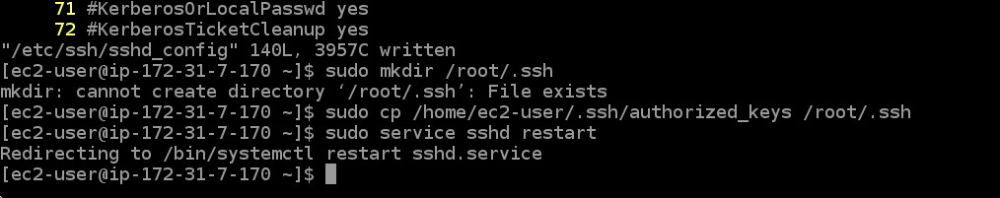 71 #KerberosOrLocalPasswd yes
72 #KerberosTicketCleanup yes
"/etc/ssh/sshd_config" 140L, 3957C written
[ec2-user@ip-172-31-7-170 ~]$ sudo mkdir /root/.ssh
mkdir: cannot create directory ‘/root/.ssh’: File exists
[ec2-user@ip-172-31-7-170 ~]$ sudo cp /home/ec2-user/.ssh/authorized_keys /root/.ssh
[ec2-user@ip-172-31-7-170 ~]$ sudo service sshd restart
Redirecting to /bin/systemctl restart sshd.service
[ec2-user@ip-172-31-7-170 ~]$